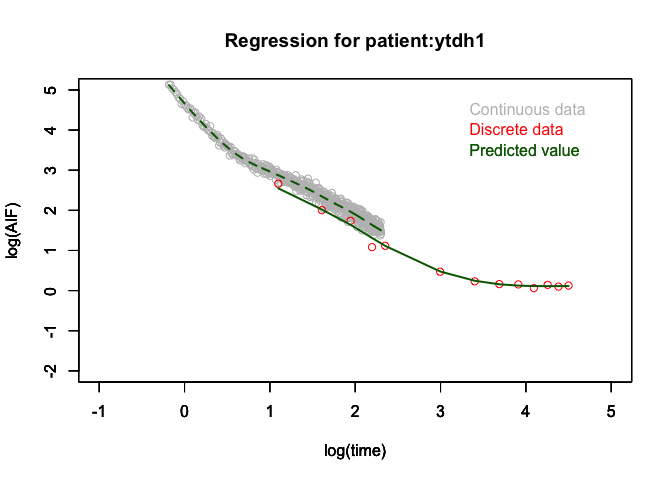 Regression for patient:ytdh1
Continuous data
Discrete data
Predicted value
log(AIF)
5
4
3
2
1
0
-1
-2
-1 0 1 2 3 4 5
log(time)